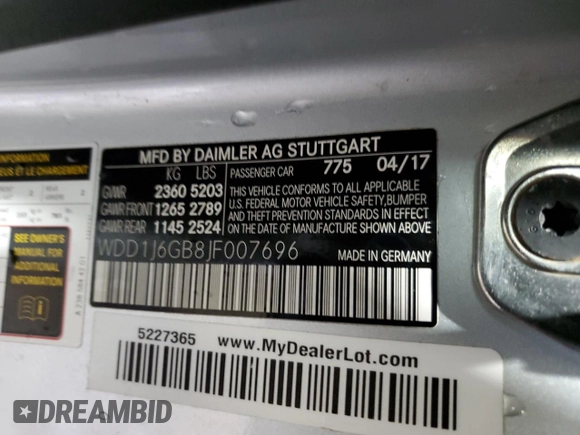 MFD BY DAIMLER AG STUTTGART
KG LBS PASSENGER CAR 775 04/17
GVWR 2360 5203
GAWR FRONT 1265 2789
GAWR REAR 1145 2524
THIS VEHICLE CONFORMS TO ALL APPLICABLE
U.S. FEDERAL MOTOR VEHICLE SAFETY,BUMPER,
AND THEFT PREVENTION STANDARDS IN EFFECT
ON THE DATE OF MANUFACTURE SHOWN ABOVE.
WDD1J6GB8JF007696
MADE IN GERMANY
SEE OWNER'S
MANUAL FOR
ADDITIONAL
INFORMATION
5227365 www.MyDealerLot.com
DREAMBID